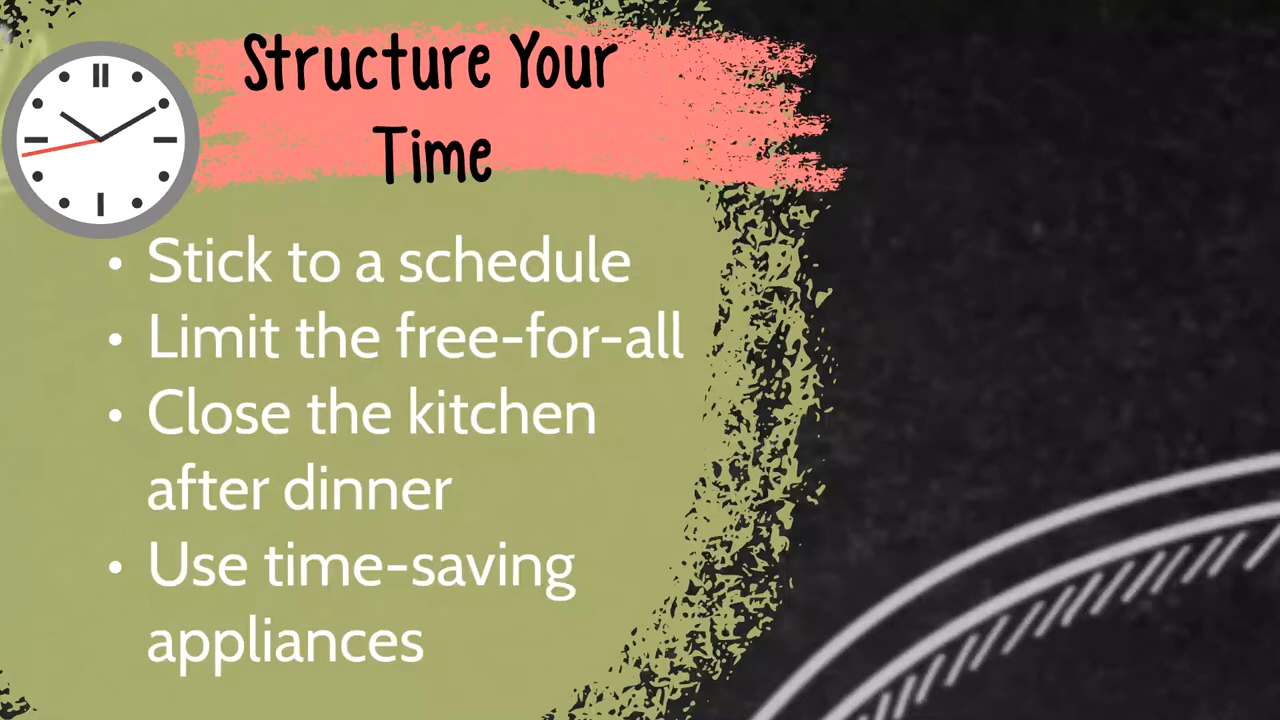 Structure Your
Time
• Stick to a schedule
• Limit the free-for-all
• Close the kitchen
after dinner
• Use time-saving
appliances